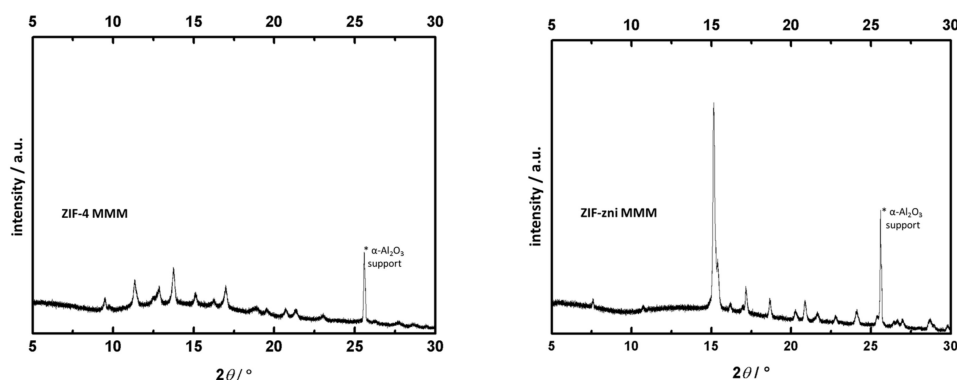 5 10 15 20 25 30
intensity / a.u.
ZIF-4 MMM
* α-Al₂O₃
support
5 10 15 20 25 30
2θ / °
5 10 15 20 25 30
intensity / a.u.
ZIF-zni MMM
* α-Al₂O₃
support
5 10 15 20 25 30
2θ / °